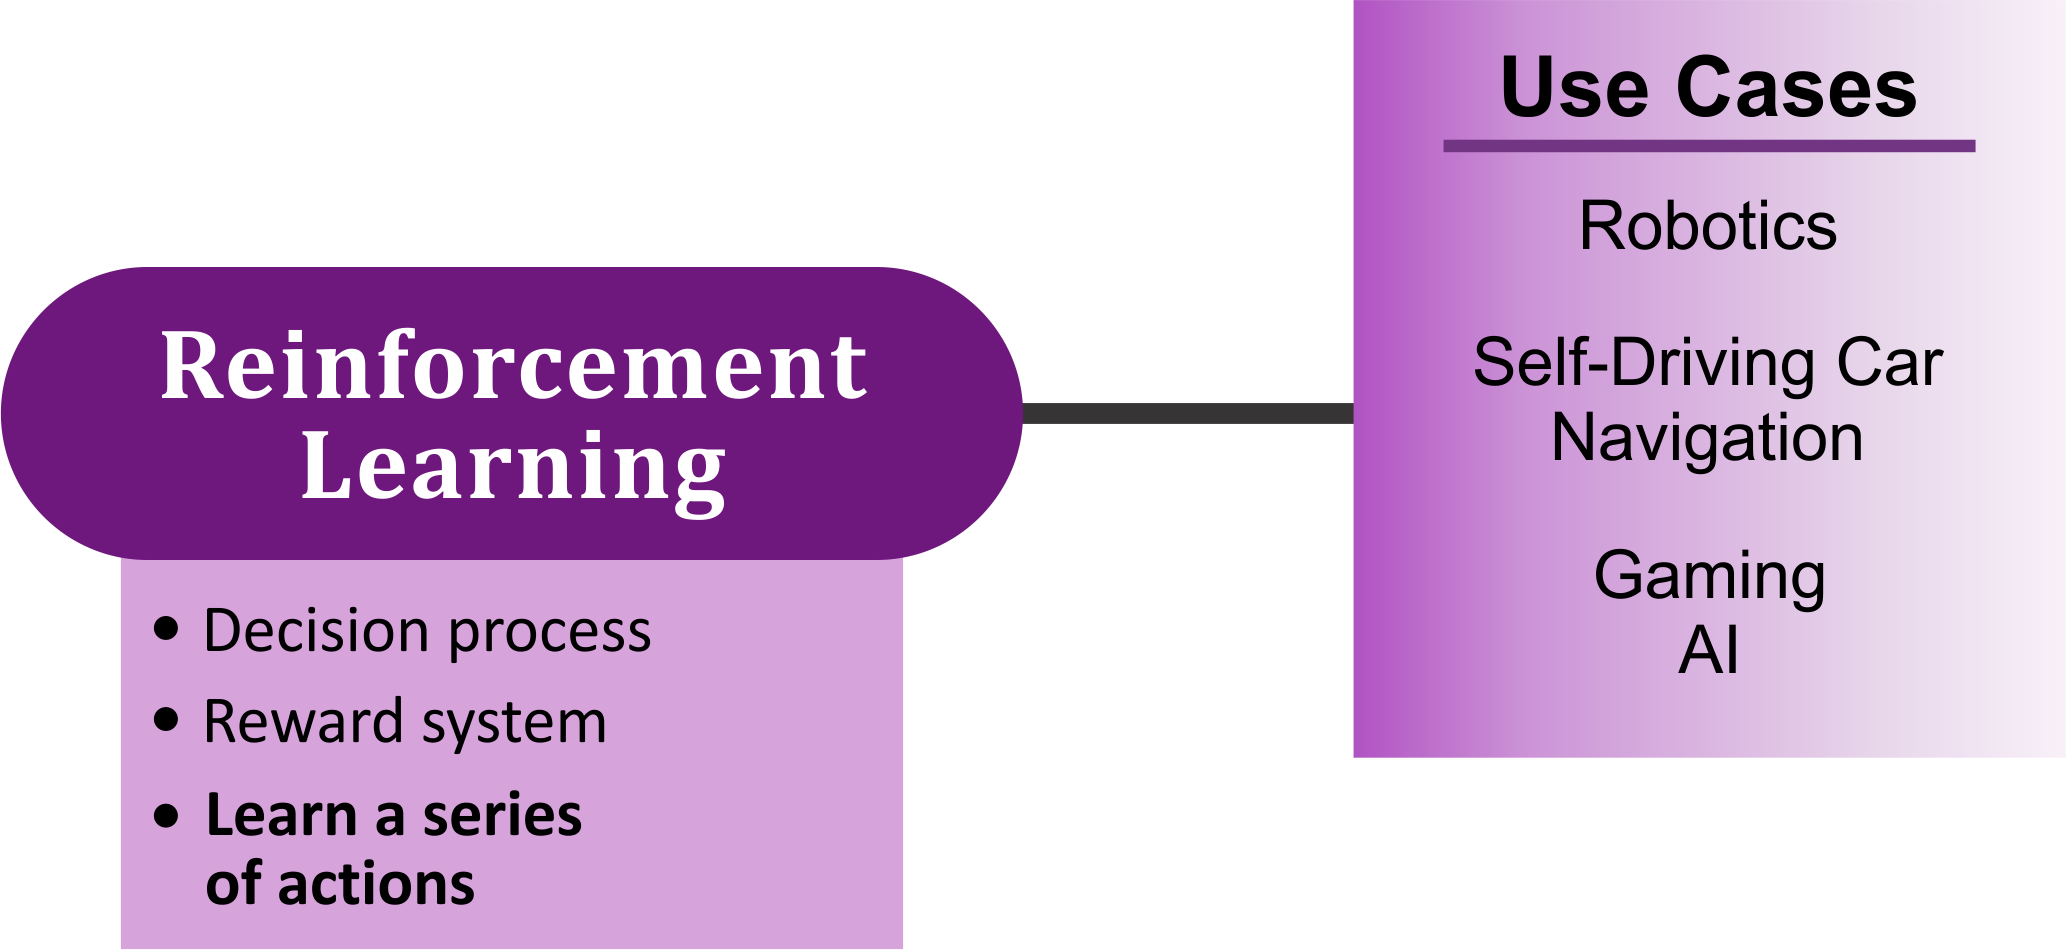 Reinforcement
Learning
• Decision process
• Reward system
• Learn a series
of actions
Use Cases
Robotics
Self-Driving Car
Navigation
Gaming
AI